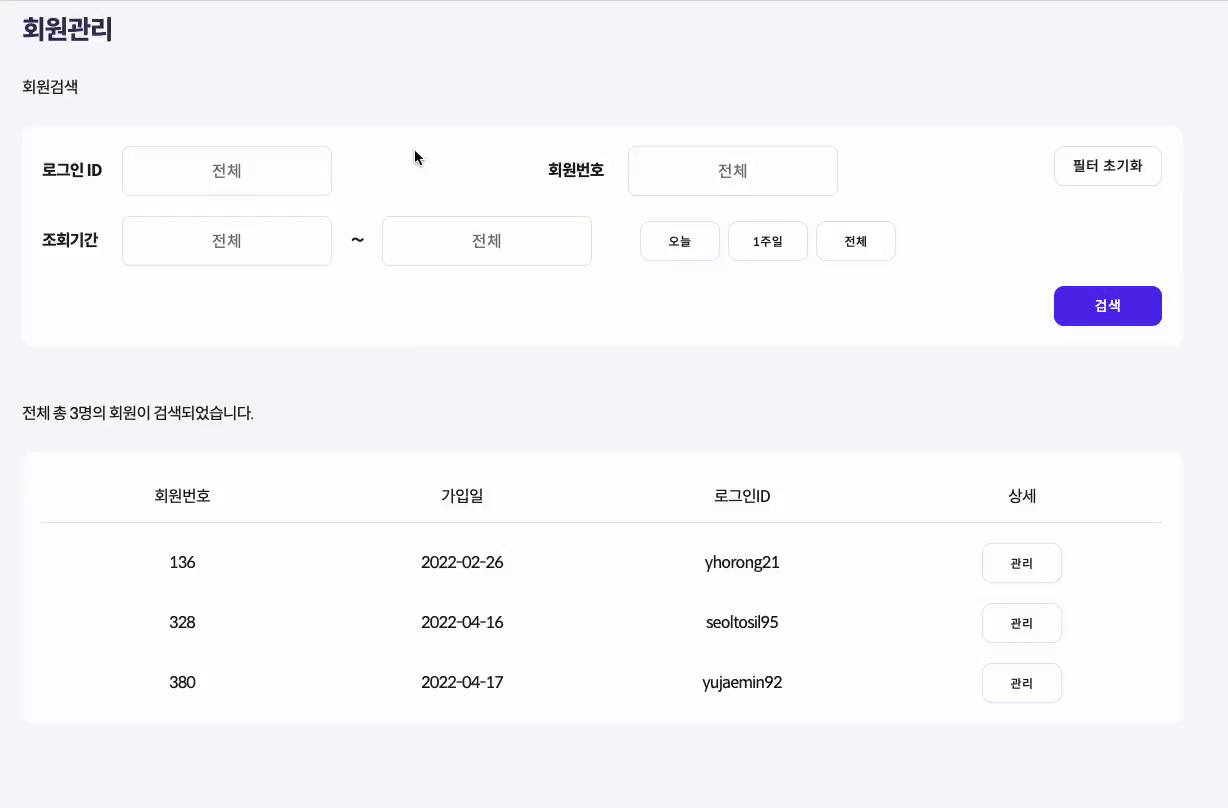 회원관리
회원검색
로그인 ID 전체 회원번호 전체 필터 초기화
조회기간 전체 ~ 전체 오늘 1주일 전체
검색
전체 총 3명의 회원이 검색되었습니다.
회원번호 가입일 로그인ID 상세
136 2022-02-26 yhorong21 관리
328 2022-04-16 seoltosil95 관리
380 2022-04-17 yujaemin92 관리